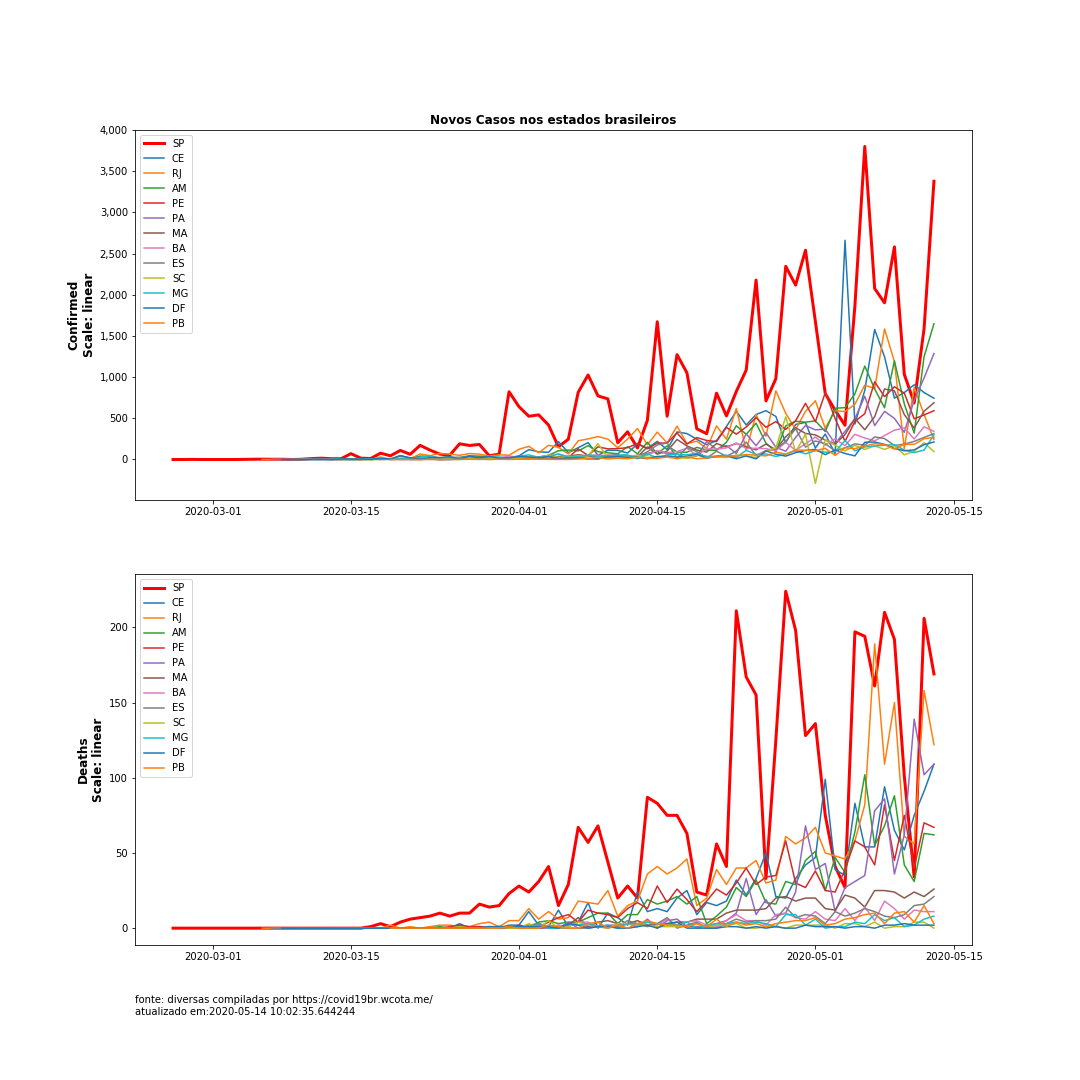 Novos Casos nos estados brasileiros
4,000
3,500
3,000
2,500
2,000
1,500
1,000
500
0
Confirmed
Scale: linear
SP
CE
RJ
AM
PE
PA
MA
BA
ES
SC
MG
DF
PB
2020-03-01
2020-03-15
2020-04-01
2020-04-15
2020-05-01
2020-05-15
200
150
100
50
0
Deaths
Scale: linear
SP
CE
RJ
AM
PE
PA
MA
BA
ES
SC
MG
DF
PB
2020-03-01
2020-03-15
2020-04-01
2020-04-15
2020-05-01
2020-05-15
fonte: diversas compiladas por https://covid19br.wcota.me/
atualizado em:2020-05-14 10:02:35.644244